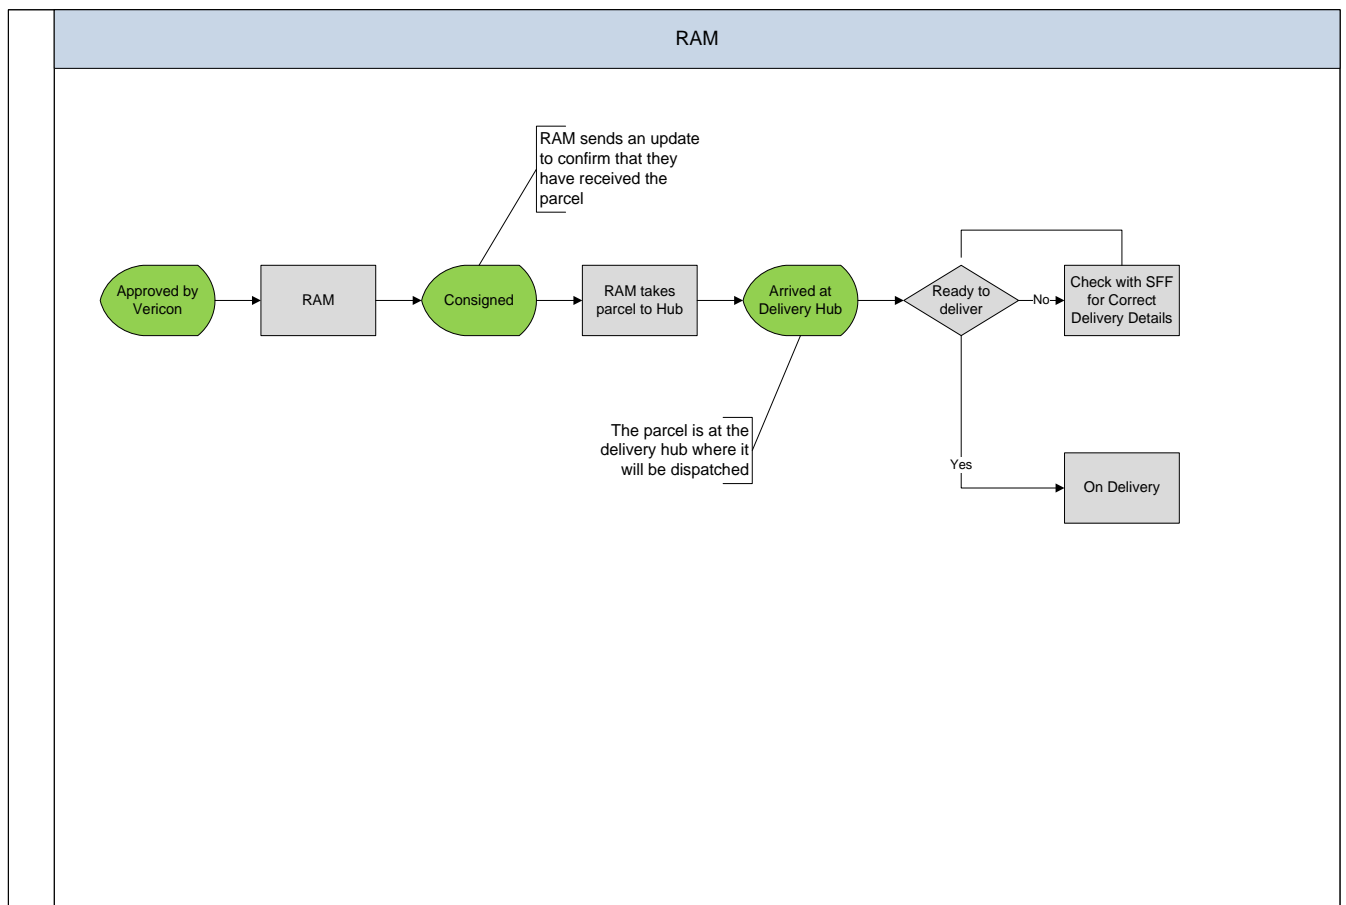 RAM
RAM sends an update
to confirm that they
have received the
parcel
Approved by
Vericon
RAM
Consigned
RAM takes
parcel to Hub
Arrived at
Delivery Hub
Ready to
deliver
No
Check with SFF
for Correct
Delivery Details
The parcel is at the
delivery hub where it
will be dispatched
Yes
On Delivery